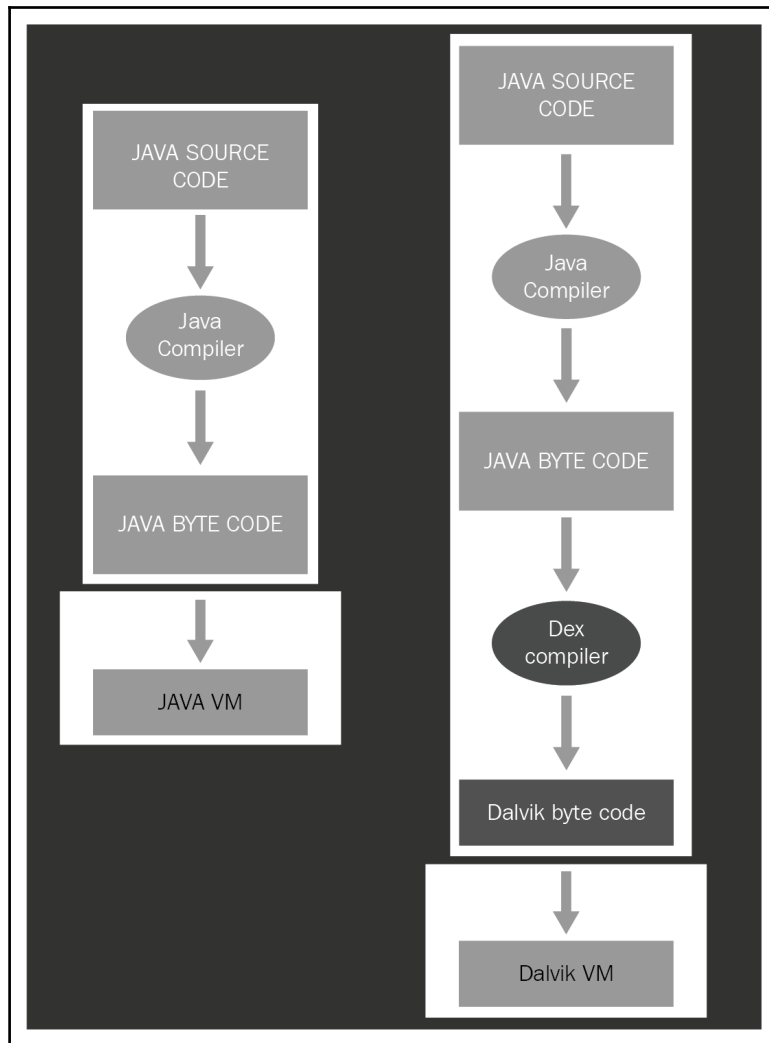 JAVA SOURCE
CODE
Java
Compiler
JAVA BYTE CODE
JAVA VM
JAVA SOURCE
CODE
Java
Compiler
JAVA BYTE CODE
Dex
compiler
Dalvik byte code
Dalvik VM